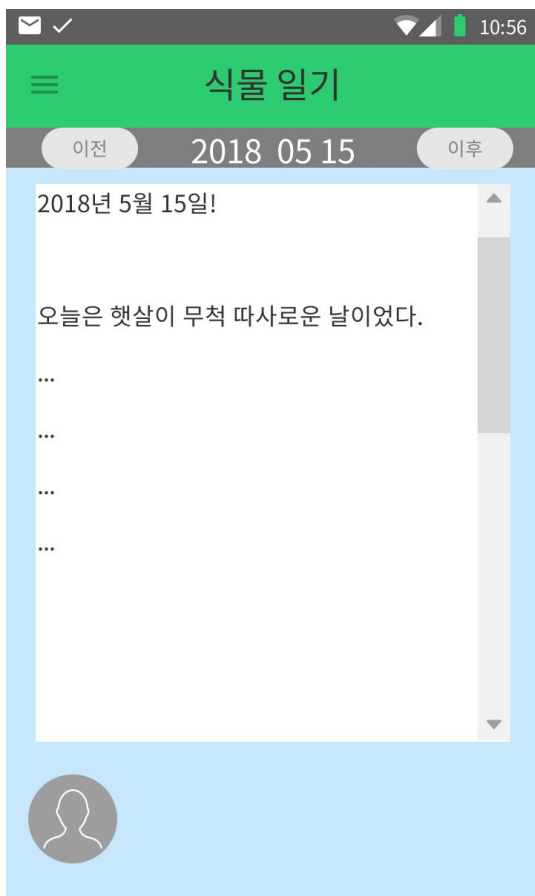 10:56
식물 일기
이전 2018 05 15 이후
2018년 5월 15일!
오늘은 햇살이 무척 따사로운 날이었다.
...
...
...
...